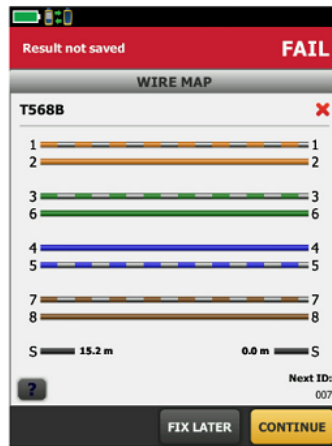 Result not saved FAIL
WIRE MAP
T568B
1 1
2 2
3 3
6 6
4 4
5 5
7 7
8 8
S 15.2 m 0.0 m S
? Next ID:
007
FIX LATER CONTINUE